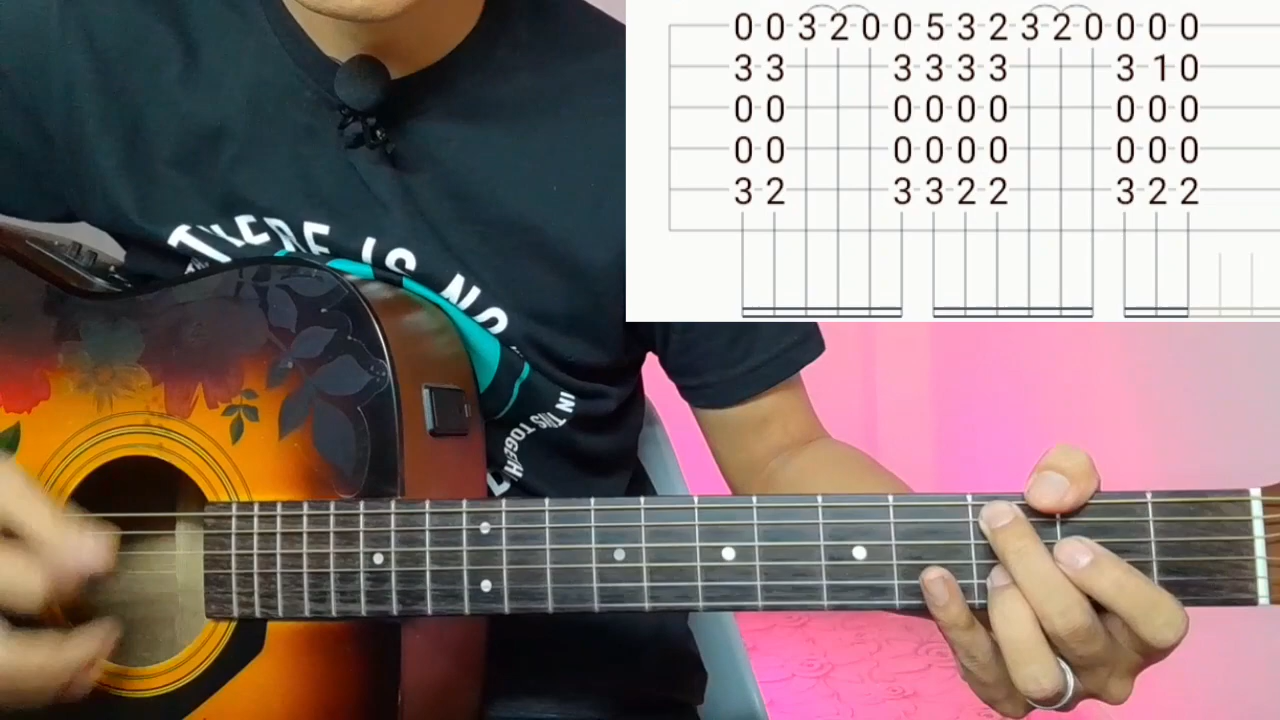 0 0 3 2 0 0 5 3 2 3 2 0 0 0 0
3 3 3 3 3 3 3 1 0
0 0 0 0 0 0 0 0 0
0 0 0 0 0 0 0 0 0
3 2 3 3 2 2 3 2 2
THERE IS NO
IN THIS TOGETH